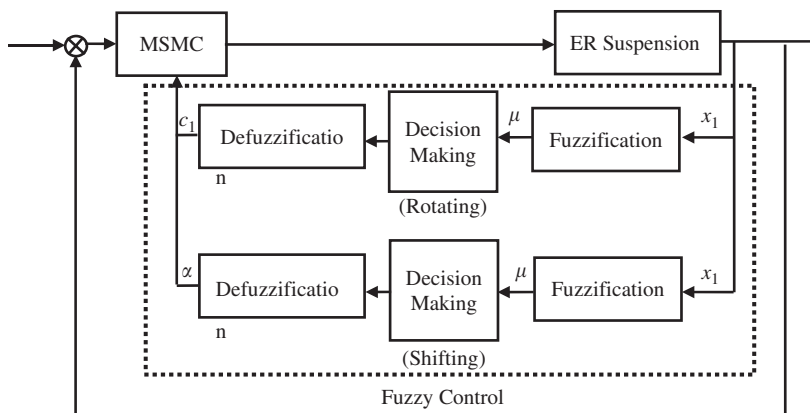 MSMC
ER Suspension
c1
Defuzzificatio
n
Decision
Making
(Rotating)
μ
Fuzzification
x1
α
Defuzzificatio
n
Decision
Making
(Shifting)
μ
Fuzzification
x1
Fuzzy Control